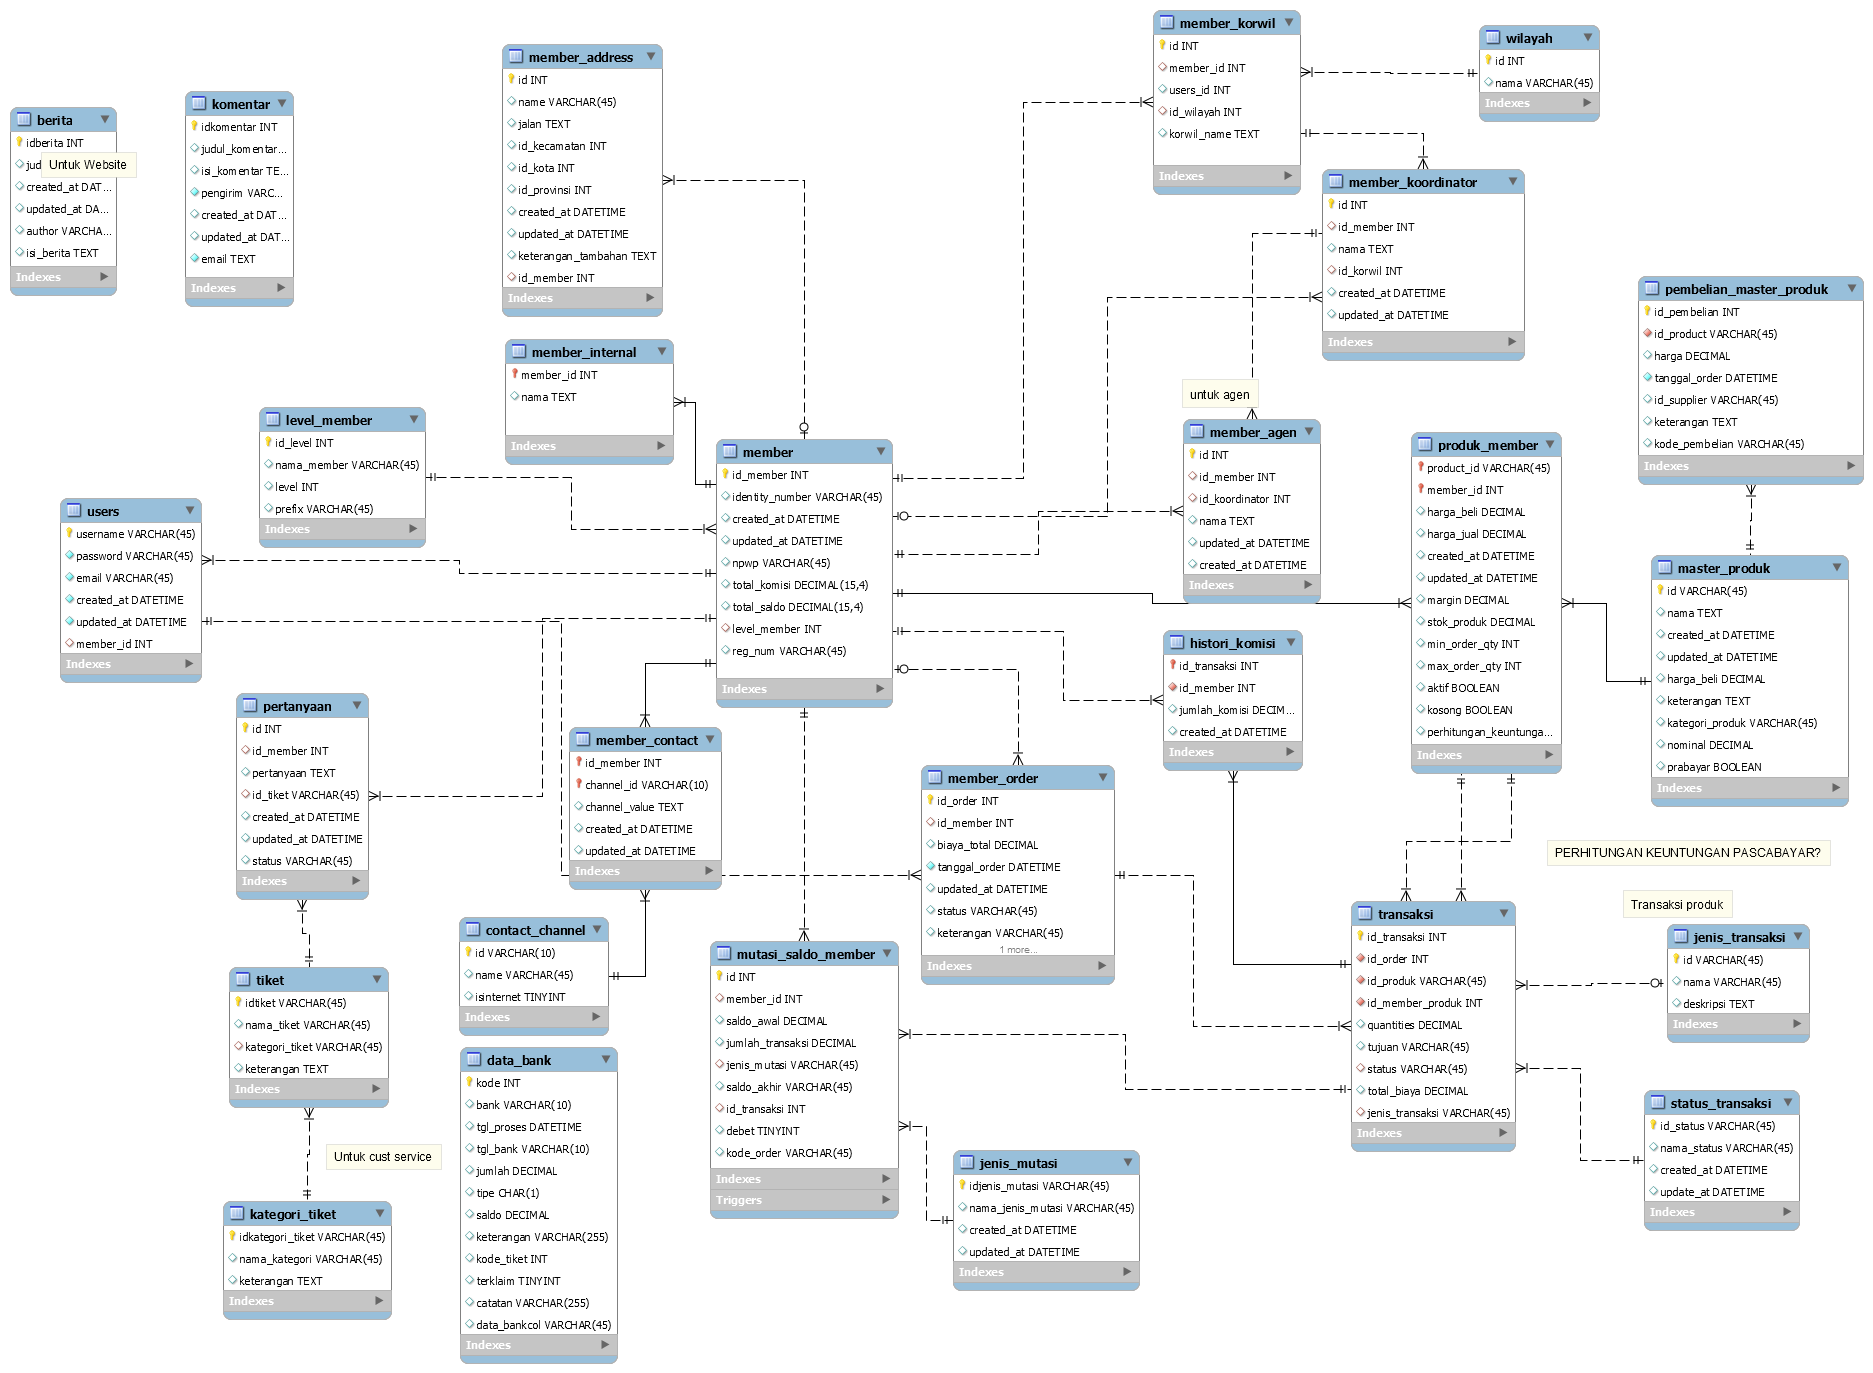 berita
idberita INT
jud
Untuk Website
created_at DAT...
updated_at DA...
author VARCHA...
isi_berita TEXT
Indexes
komentar
idkomentar INT
judul_komentar...
isi_komentar TE...
pengirim VARC...
created_at DAT...
updated_at DAT...
email TEXT
Indexes
member_address
id INT
name VARCHAR(45)
jalan TEXT
id_kecamatan INT
id_kota INT
id_provinsi INT
created_at DATETIME
updated_at DATETIME
keterangan_tambahan TEXT
id_member INT
Indexes
member_korwil
id INT
member_id INT
users_id INT
id_wilayah INT
korwil_name TEXT
Indexes
wilayah
id INT
nama VARCHAR(45)
Indexes
member_koordinator
id INT
id_member INT
nama TEXT
id_korwil INT
created_at DATETIME
updated_at DATETIME
Indexes
pembelian_master_produk
id_pembelian INT
id_product VARCHAR(45)
harga DECIMAL
tanggal_order DATETIME
id_supplier VARCHAR(45)
keterangan TEXT
kode_pembelian VARCHAR(45)
Indexes
member_internal
member_id INT
nama TEXT
Indexes
level_member
id_level INT
nama_member VARCHAR(45)
level INT
prefix VARCHAR(45)
Indexes
users
username VARCHAR(45)
password VARCHAR(45)
email VARCHAR(45)
created_at DATETIME
updated_at DATETIME
member_id INT
Indexes
member
id_member INT
identity_number VARCHAR(45)
created_at DATETIME
updated_at DATETIME
npwp VARCHAR(45)
total_komisi DECIMAL(15,4)
total_saldo DECIMAL(15,4)
level_member INT
reg_num VARCHAR(45)
Indexes
untuk agen
member_agen
id INT
id_member INT
id_koordinator INT
nama TEXT
updated_at DATETIME
created_at DATETIME
Indexes
produk_member
product_id VARCHAR(45)
member_id INT
harga_beli DECIMAL
harga_jual DECIMAL
created_at DATETIME
updated_at DATETIME
margin DECIMAL
stok_produk DECIMAL
min_order_qty INT
max_order_qty INT
aktif BOOLEAN
kosong BOOLEAN
perhitungan_keuntunga...
Indexes
master_produk
id VARCHAR(45)
nama TEXT
created_at DATETIME
updated_at DATETIME
harga_beli DECIMAL
keterangan TEXT
kategori_produk VARCHAR(45)
nominal DECIMAL
prabayar BOOLEAN
Indexes
histori_komisi
id_transaksi INT
id_member INT
jumlah_komisi DECIM...
created_at DATETIME
Indexes
pertanyaan
id INT
id_member INT
pertanyaan TEXT
id_tiket VARCHAR(45)
created_at DATETIME
updated_at DATETIME
status VARCHAR(45)
Indexes
member_contact
id_member INT
channel_id VARCHAR(10)
channel_value TEXT
created_at DATETIME
updated_at DATETIME
Indexes
member_order
id_order INT
id_member INT
biaya_total DECIMAL
tanggal_order DATETIME
updated_at DATETIME
status VARCHAR(45)
keterangan VARCHAR(45)
1 more...
Indexes
PERHITUNGAN KEUNTUNGAN PASCABAYAR?
Transaksi produk
transaksi
id_transaksi INT
id_order INT
id_produk VARCHAR(45)
id_member_produk INT
quantities DECIMAL
tujuan VARCHAR(45)
status VARCHAR(45)
total_biaya DECIMAL
jenis_transaksi VARCHAR(45)
Indexes
jenis_transaksi
id VARCHAR(45)
nama VARCHAR(45)
deskripsi TEXT
Indexes
contact_channel
id VARCHAR(10)
name VARCHAR(45)
isinternet TINYINT
Indexes
mutasi_saldo_member
id INT
member_id INT
saldo_awal DECIMAL
jumlah_transaksi DECIMAL
jenis_mutasi VARCHAR(45)
saldo_akhir VARCHAR(45)
id_transaksi INT
debet TINYINT
kode_order VARCHAR(45)
Indexes
Triggers
tiket
idtiket VARCHAR(45)
nama_tiket VARCHAR(45)
kategori_tiket VARCHAR(45)
keterangan TEXT
Indexes
data_bank
kode INT
bank VARCHAR(10)
tgl_proses DATETIME
tgl_bank VARCHAR(10)
jumlah DECIMAL
tipe CHAR(1)
saldo DECIMAL
keterangan VARCHAR(255)
kode_tiket INT
terklaim TINYINT
catatan VARCHAR(255)
data_bankcol VARCHAR(45)
Indexes
Untuk cust service
status_transaksi
id_status VARCHAR(45)
nama_status VARCHAR(45)
created_at DATETIME
update_at DATETIME
Indexes
jenis_mutasi
idjenis_mutasi VARCHAR(45)
nama_jenis_mutasi VARCHAR(45)
created_at DATETIME
updated_at DATETIME
Indexes
kategori_tiket
idkategori_tiket VARCHAR(45)
nama_kategori VARCHAR(45)
keterangan TEXT
Indexes